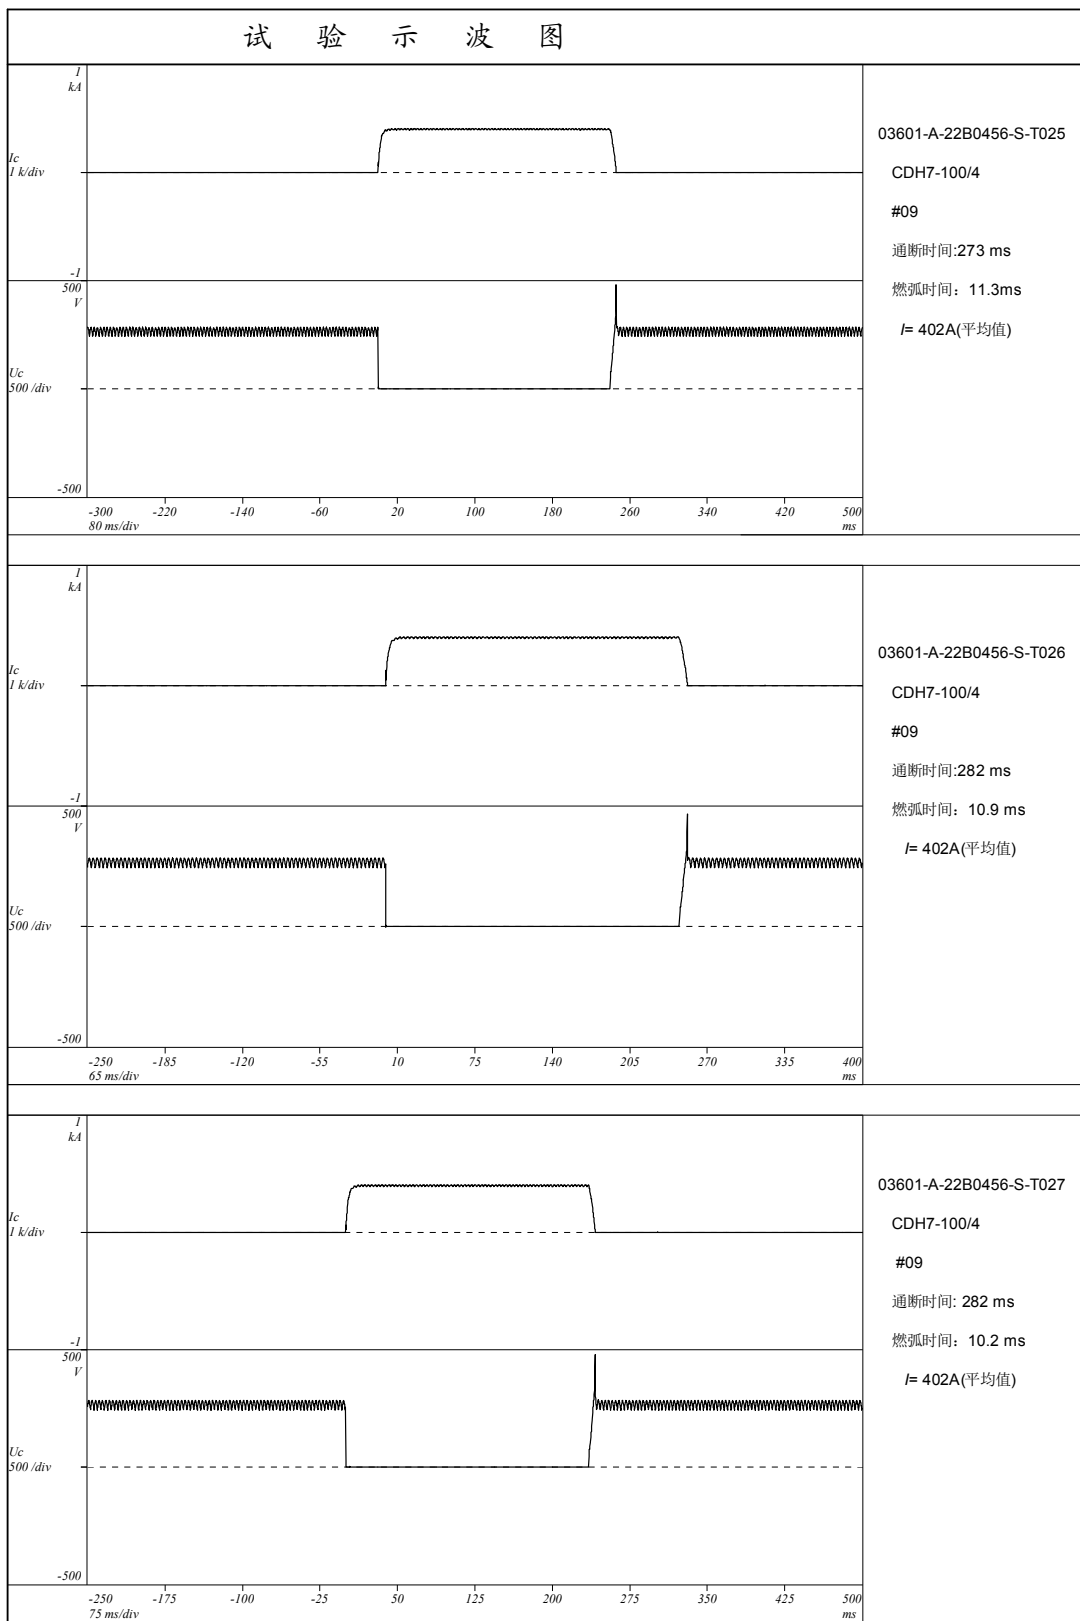 试 验 示 波 图
1
kA
Ic
1 k/div
-1
500
V
Uc
500 /div
-500
-300 -220 -140 -60 20 100 180 260 340 420 500
80 ms/div ms
03601-A-22B0456-S-T025
CDH7-100/4
#09
通断时间:273 ms
燃弧时间：11.3ms
I= 402A(平均值)
1
kA
Ic
1 k/div
-1
500
V
Uc
500 /div
-500
-250 -185 -120 -55 10 75 140 205 270 335 400
65 ms/div ms
03601-A-22B0456-S-T026
CDH7-100/4
#09
通断时间:282 ms
燃弧时间：10.9 ms
I= 402A(平均值)
1
kA
Ic
1 k/div
-1
500
V
Uc
500 /div
-500
-250 -175 -100 -25 50 125 200 275 350 425 500
75 ms/div ms
03601-A-22B0456-S-T027
CDH7-100/4
#09
通断时间: 282 ms
燃弧时间：10.2 ms
I= 402A(平均值)